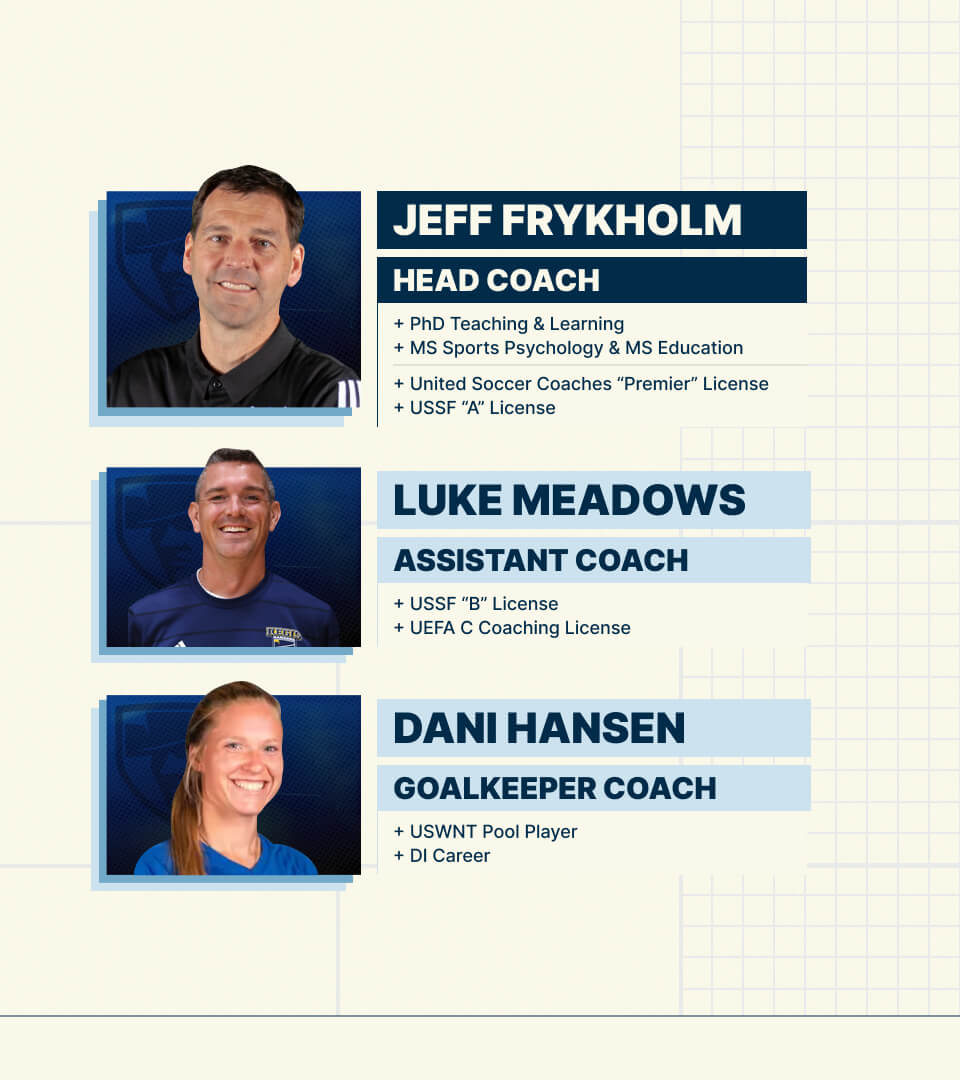 JEFF FRYKHOLM
HEAD COACH
+ PhD Teaching & Learning
+ MS Sports Psychology & MS Education
+ United Soccer Coaches “Premier” License
+ USSF “A” License
LUKE MEADOWS
ASSISTANT COACH
+ USSF “B” License
+ UEFA C Coaching License
REGIS
DANI HANSEN
GOALKEEPER COACH
+ USWNT Pool Player
+ DI Career